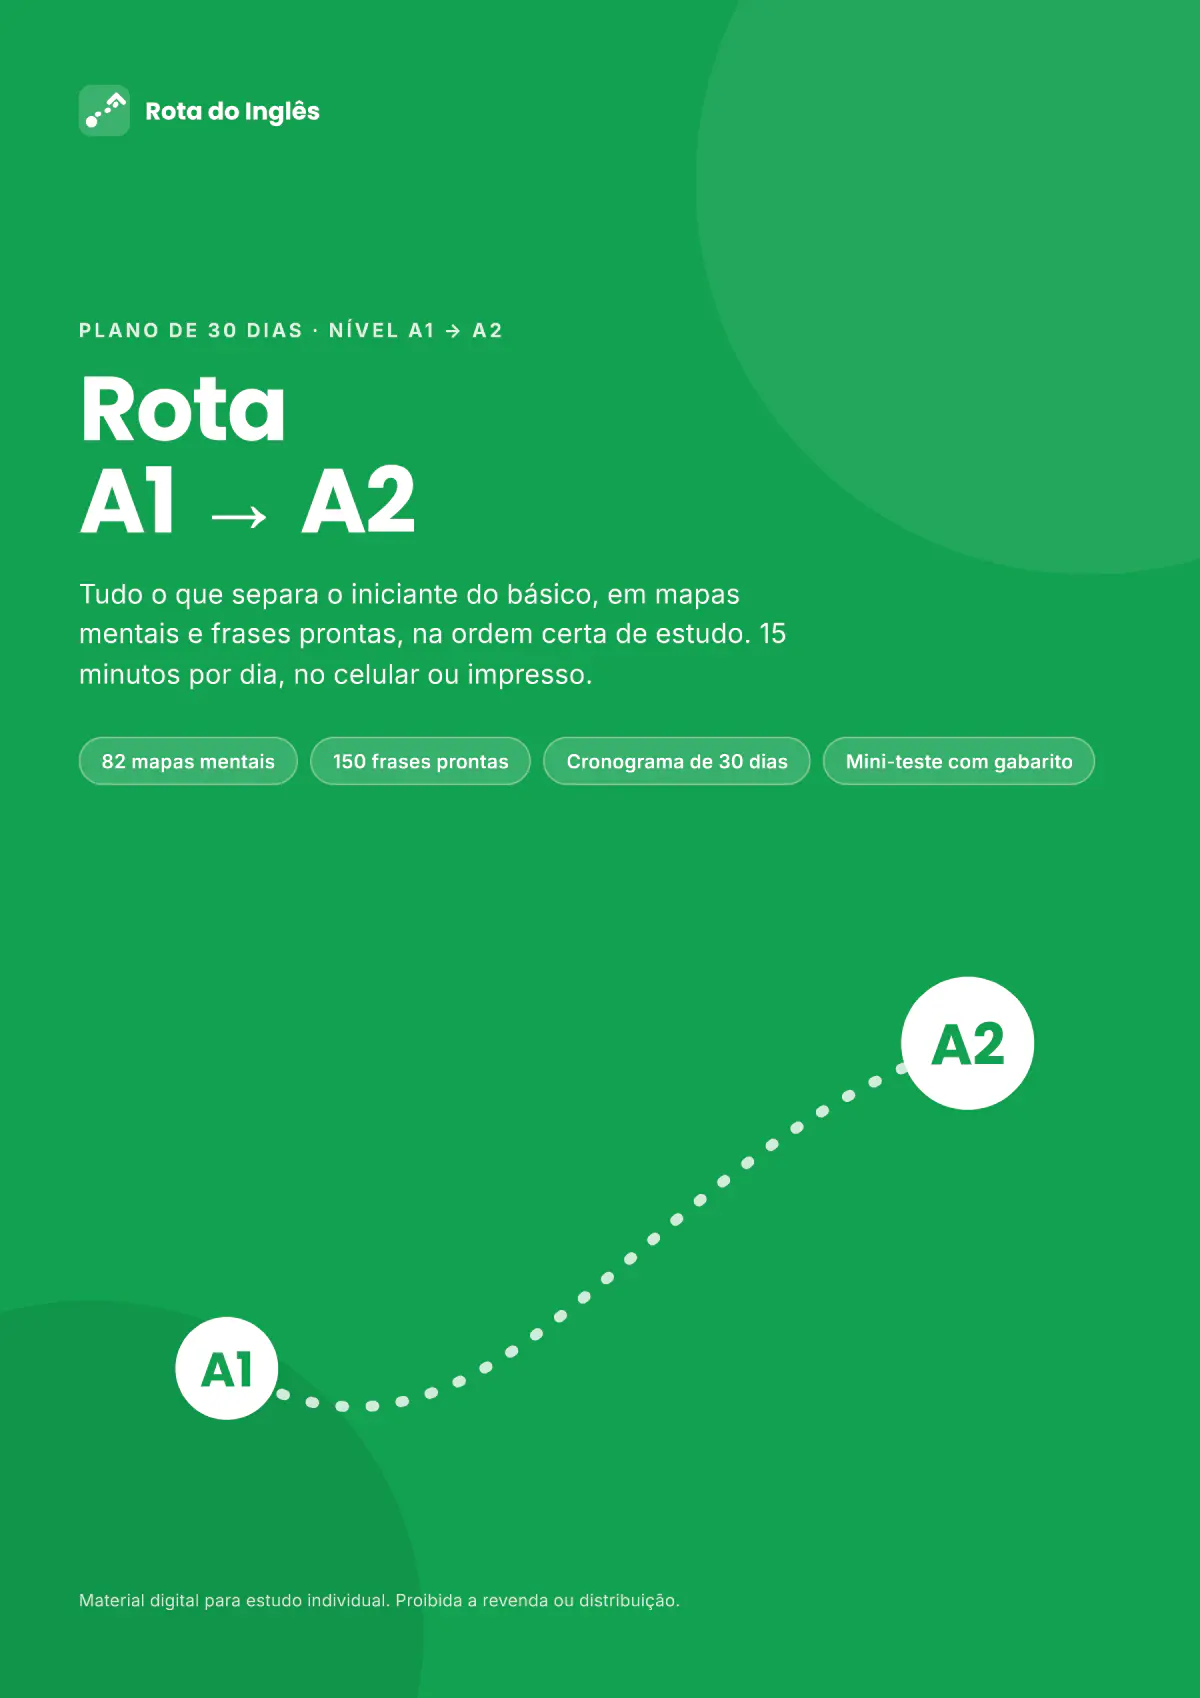 Rota do Inglês
PLANO DE 30 DIAS · NÍVEL A1 → A2
Rota
A1 → A2
Tudo o que separa o iniciante do básico, em mapas
mentais e frases prontas, na ordem certa de estudo. 15
minutos por dia, no celular ou impresso.
82 mapas mentais
150 frases prontas
Cronograma de 30 dias
Mini-teste com gabarito
A2
A1
Material digital para estudo individual. Proibida a revenda ou distribuição.